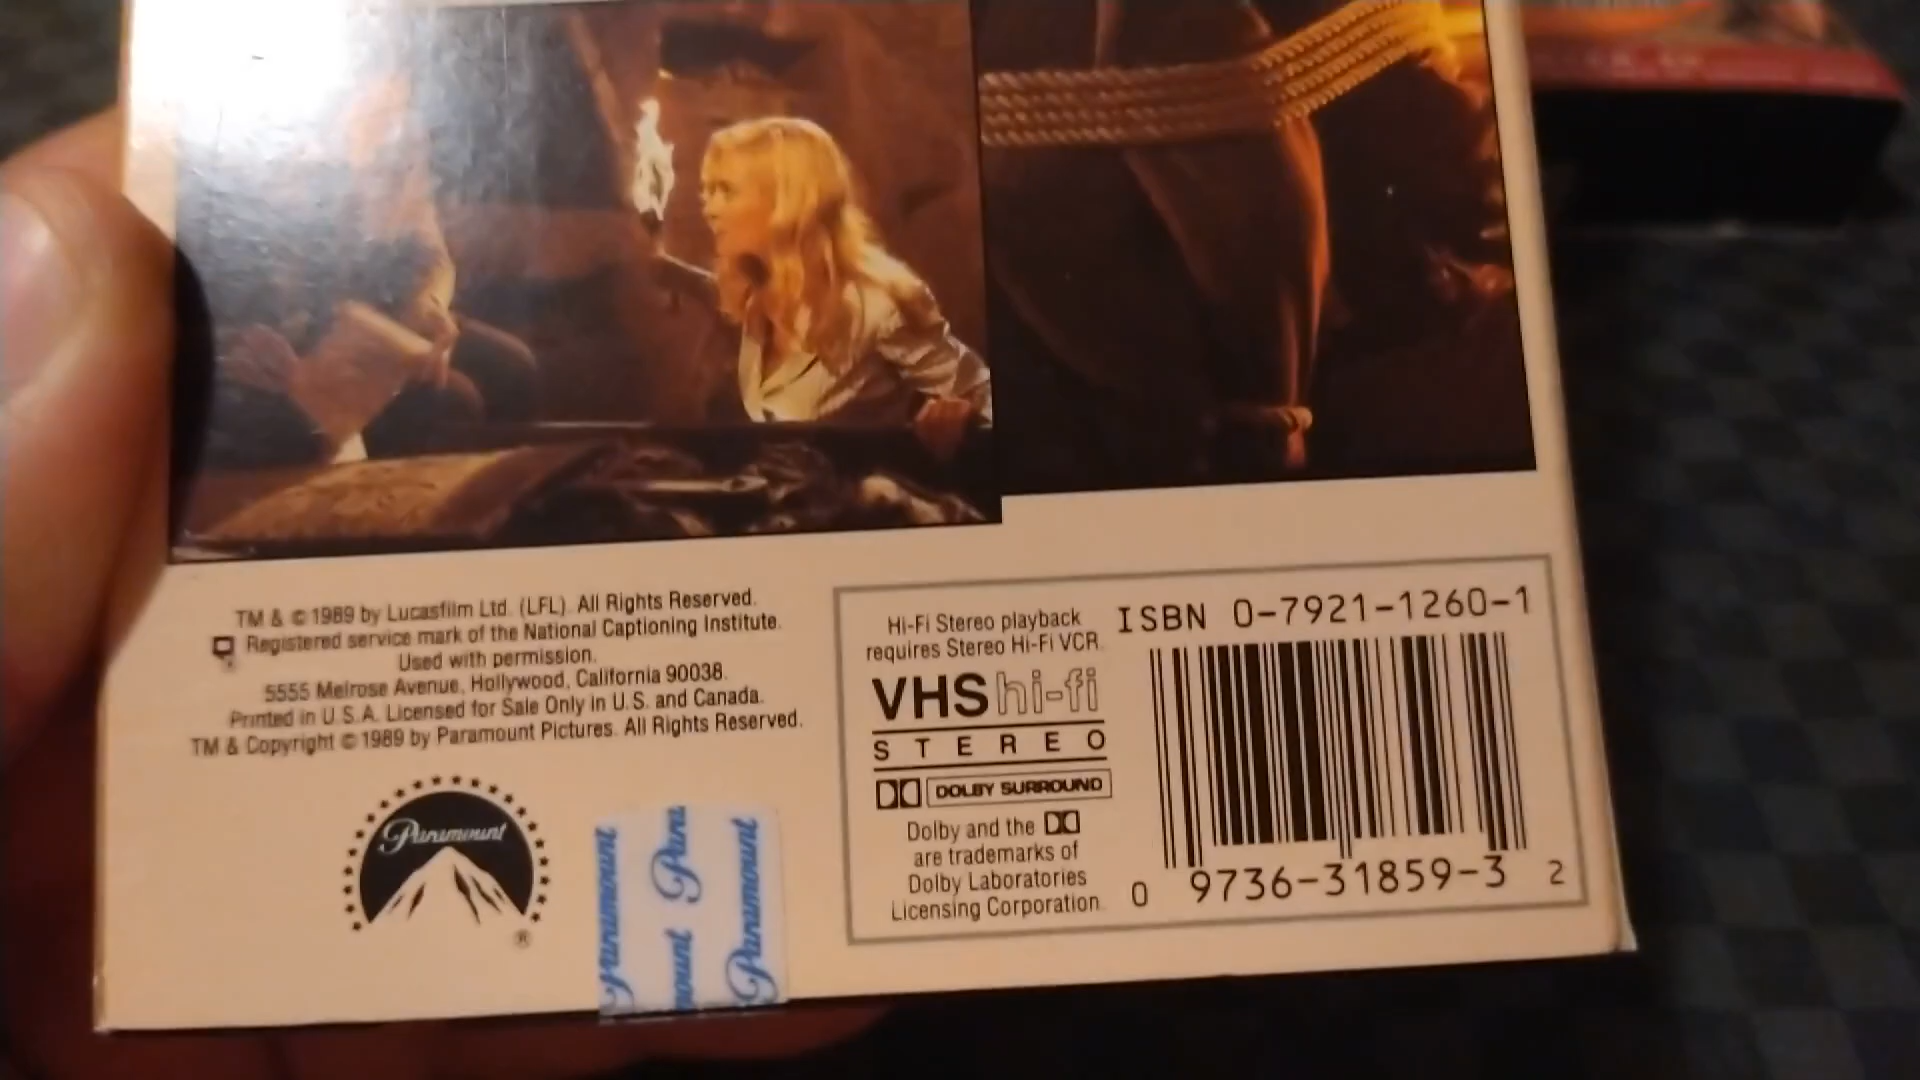 TM & © 1989 by Lucasfilm Ltd. (LFL). All Rights Reserved.
Registered service mark of the National Captioning Institute.
Used with permission.
5555 Melrose Avenue, Hollywood, California 90038.
Printed in U.S.A. Licensed for Sale Only in U.S. and Canada.
TM & Copyright © 1989 by Paramount Pictures. All Rights Reserved.
Paramount
®
Paramount
mount Para
Paramount
Hi-Fi Stereo playback
requires Stereo Hi-Fi VCR.
VHS hi-fi
STEREO
DOLBY SURROUND
Dolby and the
are trademarks of
Dolby Laboratories
Licensing Corporation.
ISBN 0-7921-1260-1
0 9736-31859-3 2